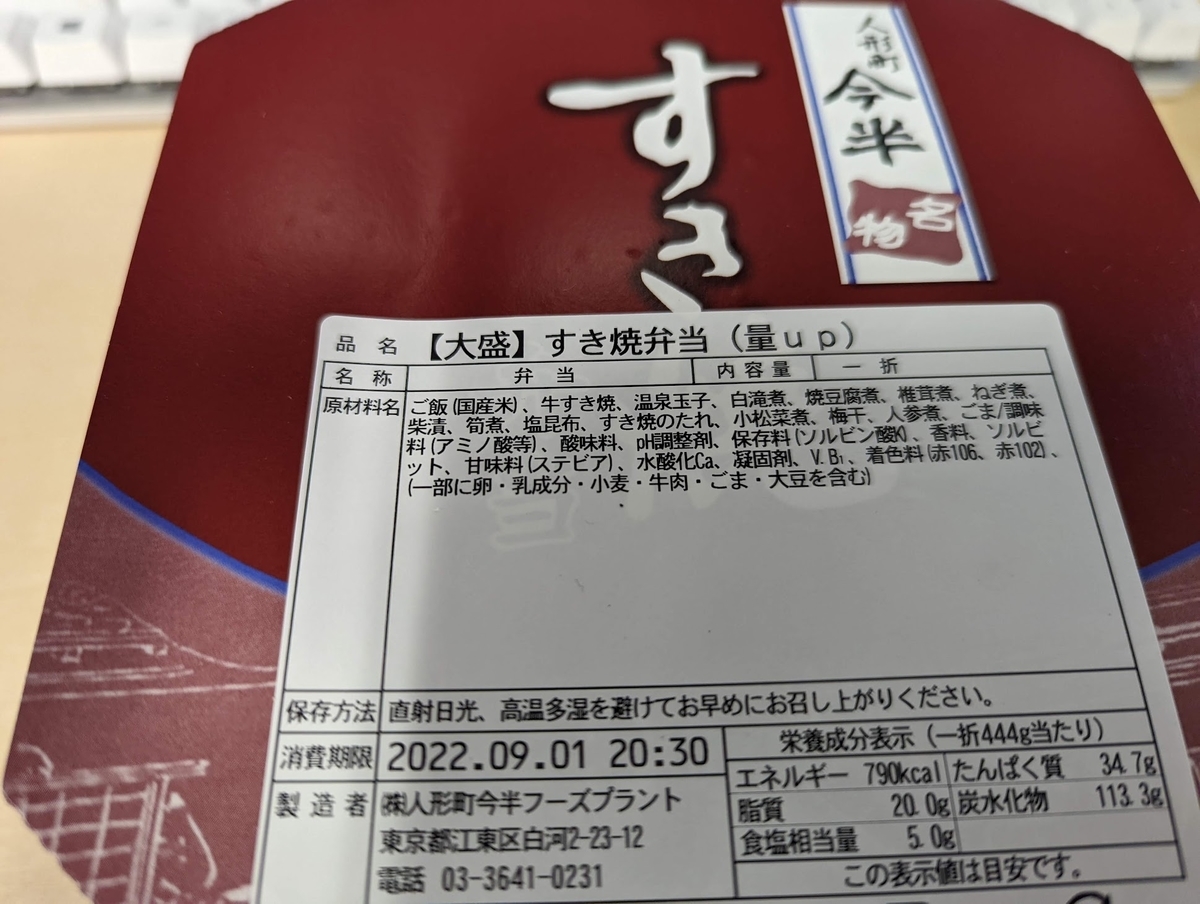 人形町
今半
名物
すき
品名 【大盛】すき焼弁当（量up）
名称 弁当 内容量 一折
原材料名 ご飯(国産米)、牛すき焼、温泉玉子、白滝煮、焼豆腐煮、椎茸煮、ねぎ煮、
柴漬、筍煮、塩昆布、すき焼のたれ、小松菜煮、梅干、人参煮、ごま/調味
料(アミノ酸等)、酸味料、pH調整剤、保存料(ソルビン酸K)、香料、ソルビ
ット、甘味料(ステビア)、水酸化Ca、凝固剤、V.B₁、着色料(赤106、赤102)、
(一部に卵・乳成分・小麦・牛肉・ごま・大豆を含む)
保存方法 直射日光、高温多湿を避けてお早めにお召し上がりください。
消費期限 2022.09.01 20:30
製造者 ㈱人形町今半フーズプラント
東京都江東区白河2-23-12
電話 03-3641-0231
栄養成分表示（一折444g当たり）
エネルギー 790kcal たんぱく質 34.7g
脂質 20.0g 炭水化物 113.3g
食塩相当量 5.0g
この表示値は目安です。